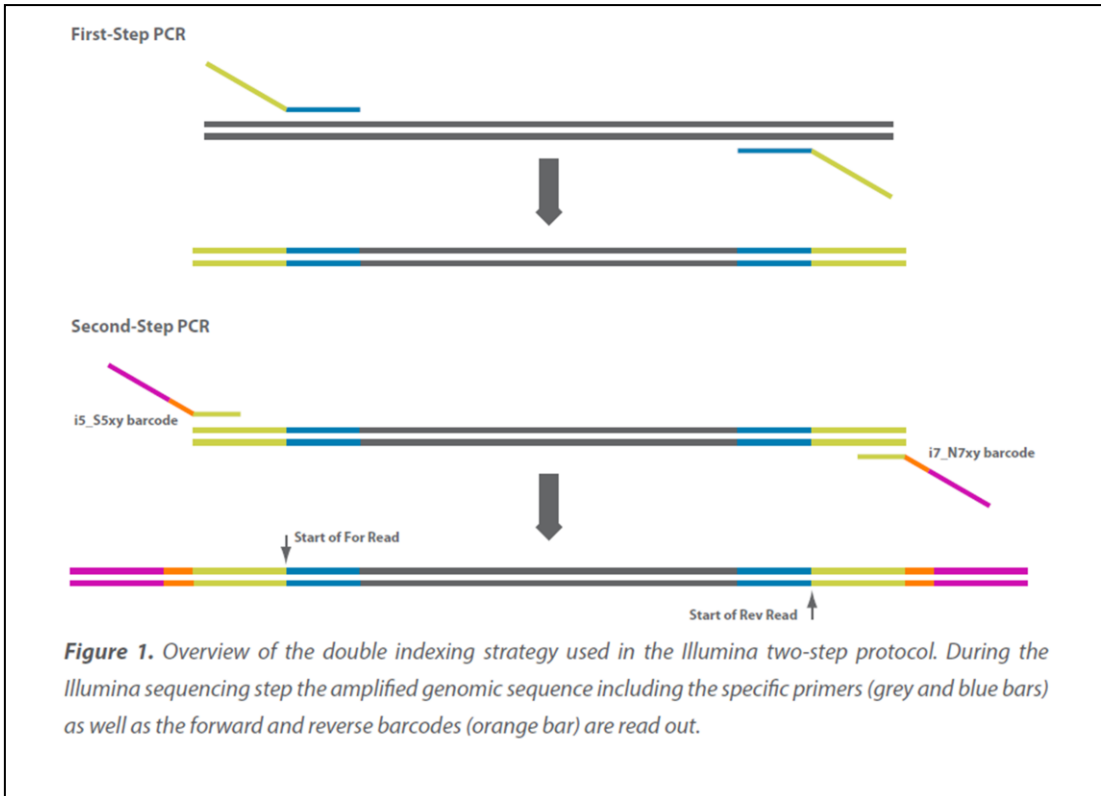 First-Step PCR
Second-Step PCR
i5_S5xy barcode
i7_N7xy barcode
Start of For Read
Start of Rev Read
Figure 1. Overview of the double indexing strategy used in the Illumina two-step protocol. During the
Illumina sequencing step the amplified genomic sequence including the specific primers (grey and blue bars)
as well as the forward and reverse barcodes (orange bar) are read out.